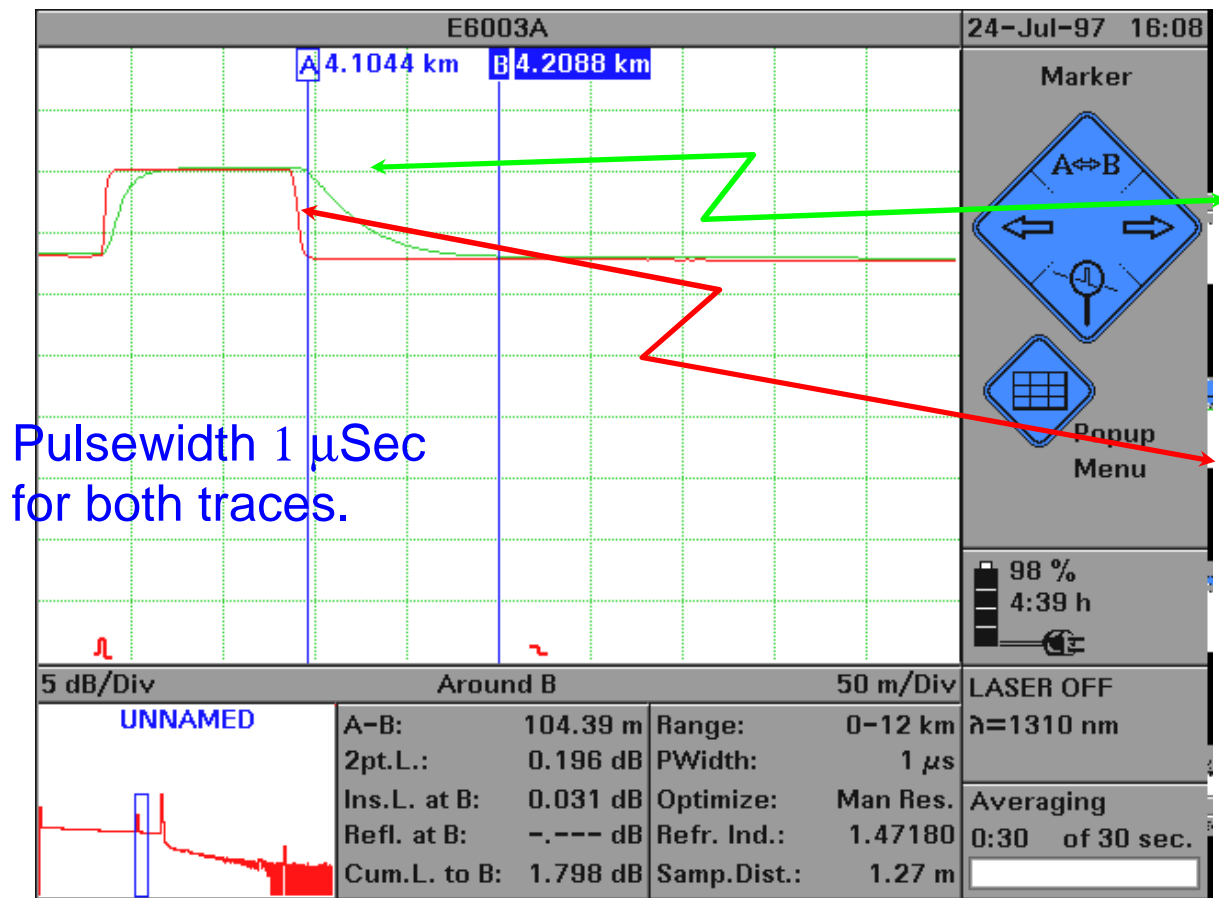 E6003A
24-Jul-97 16:08
A 4.1044 km B 4.2088 km
Marker
A⇔B
Pulsewidth 1 μSec
for both traces.
Popup
Menu
98 %
4:39 h
5 dB/Div Around B 50 m/Div
LASER OFF
λ=1310 nm
UNNAMED
A-B: 104.39 m
2pt.L.: 0.196 dB
Ins.L. at B: 0.031 dB
Refl. at B: -.--- dB
Cum.L. to B: 1.798 dB
Range: 0-12 km
PWidth: 1 μs
Optimize: Man Res.
Refr. Ind.: 1.47180
Samp.Dist.: 1.27 m
Averaging
0:30 of 30 sec.